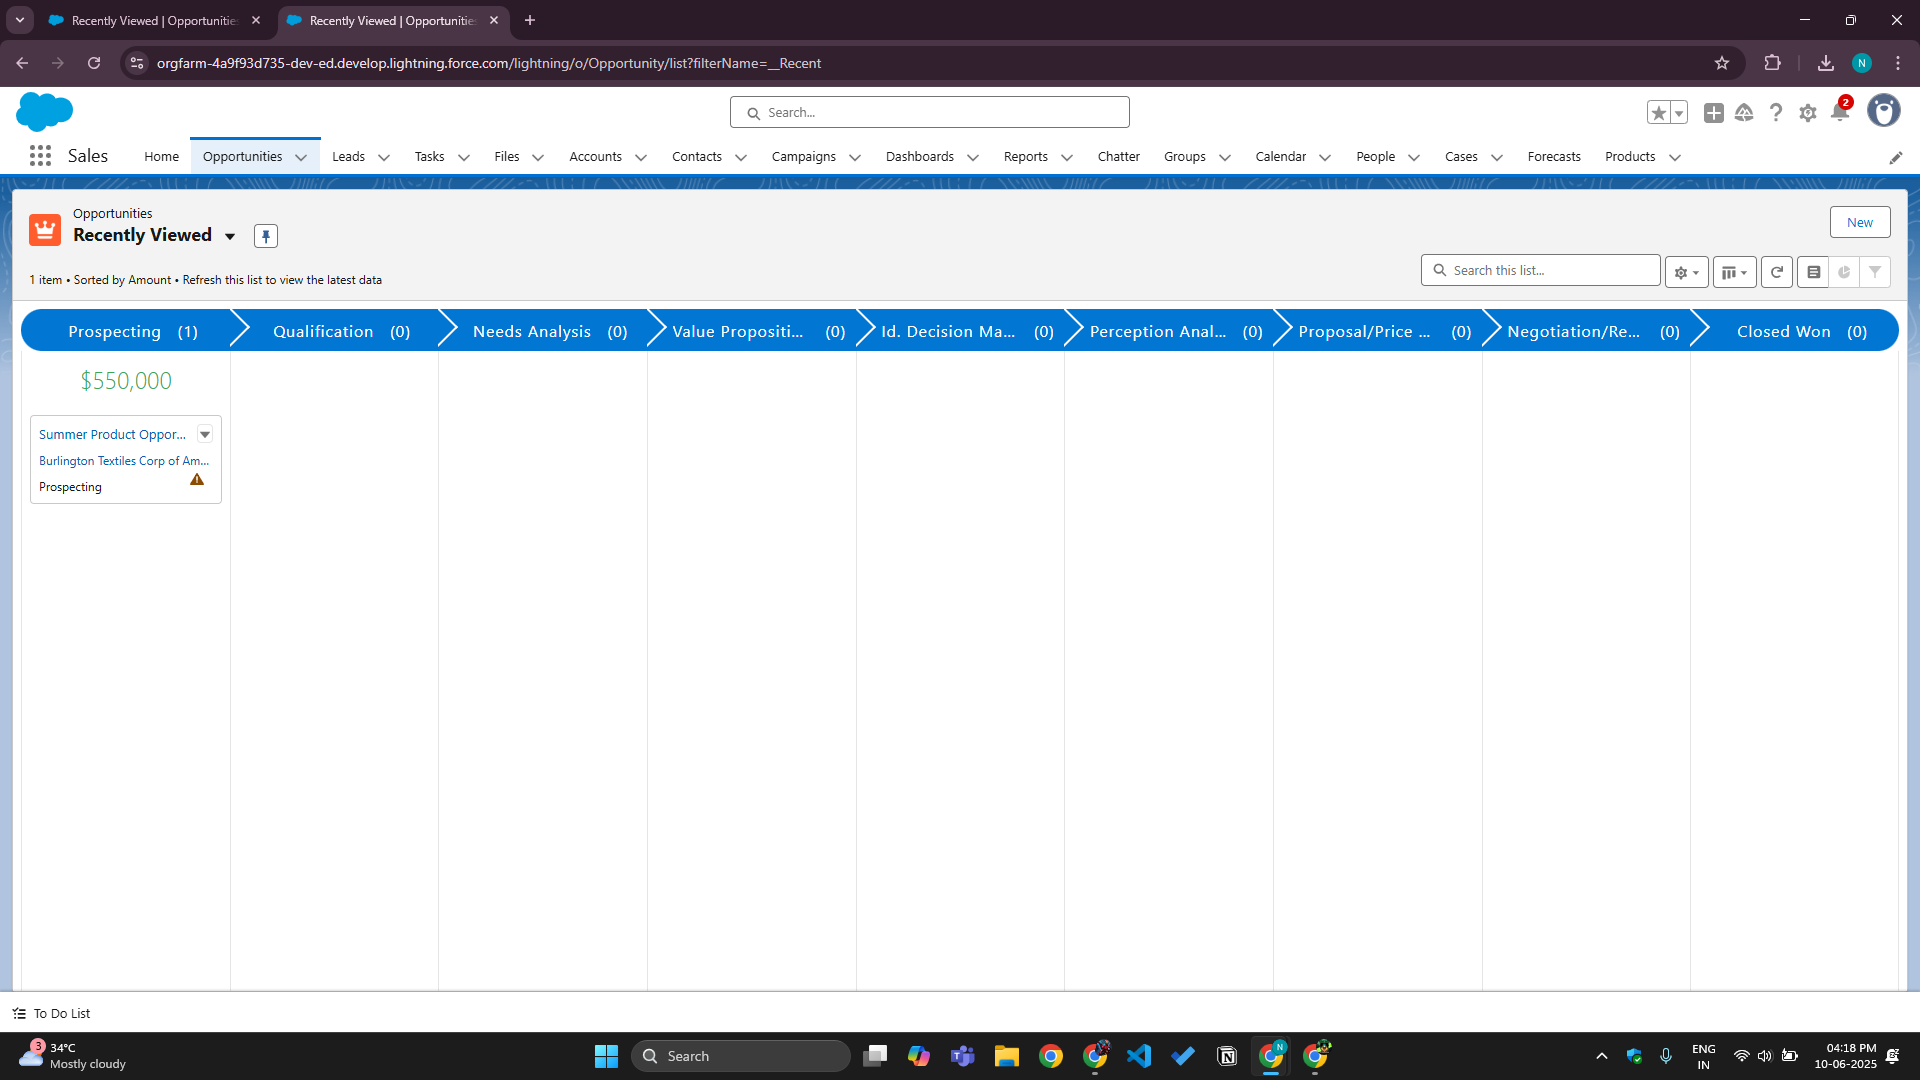 Recently Viewed | Opportunitie
Recently Viewed | Opportunitie
orgfarm-4a9f93d735-dev-ed.develop.lightning.force.com/lightning/o/Opportunity/list?filterName=__Recent
N
Search...
2
Sales
Home
Opportunities
Leads
Tasks
Files
Accounts
Contacts
Campaigns
Dashboards
Reports
Chatter
Groups
Calendar
People
Cases
Forecasts
Products
Opportunities
Recently Viewed
New
1 item • Sorted by Amount • Refresh this list to view the latest data
Search this list...
Prospecting (1)
Qualification (0)
Needs Analysis (0)
Value Propositi... (0)
Id. Decision Ma... (0)
Perception Anal... (0)
Proposal/Price ... (0)
Negotiation/Re... (0)
Closed Won (0)
$550,000
Summer Product Oppor...
Burlington Textiles Corp of Am...
Prospecting
To Do List
3
34°C
Mostly cloudy
Search
N
ENG
IN
04:18 PM
10-06-2025